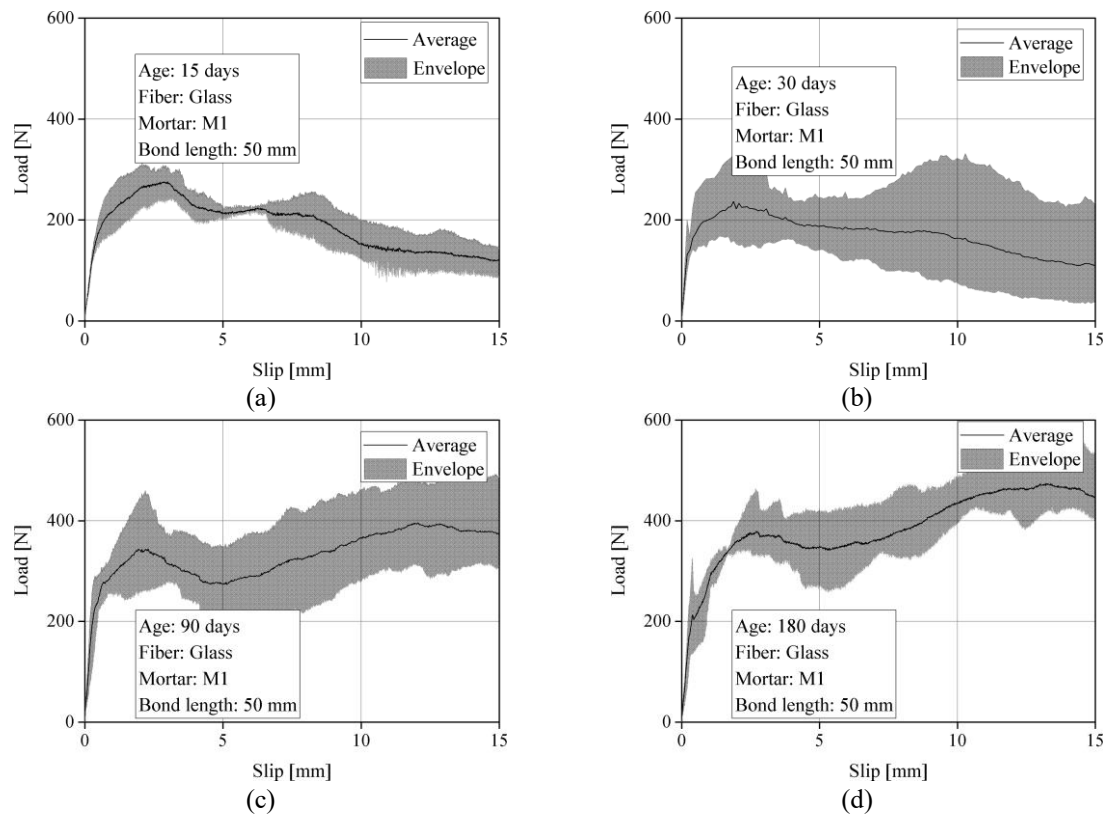 600
400
200
0
Load [N]
Average
Envelope
Age: 15 days
Fiber: Glass
Mortar: M1
Bond length: 50 mm
0 5 10 15
Slip [mm]
(a)
600
400
200
0
Load [N]
Average
Envelope
Age: 30 days
Fiber: Glass
Mortar: M1
Bond length: 50 mm
0 5 10 15
Slip [mm]
(b)
600
400
200
0
Load [N]
Average
Envelope
Age: 90 days
Fiber: Glass
Mortar: M1
Bond length: 50 mm
0 5 10 15
Slip [mm]
(c)
600
400
200
0
Load [N]
Average
Envelope
Age: 180 days
Fiber: Glass
Mortar: M1
Bond length: 50 mm
0 5 10 15
Slip [mm]
(d)